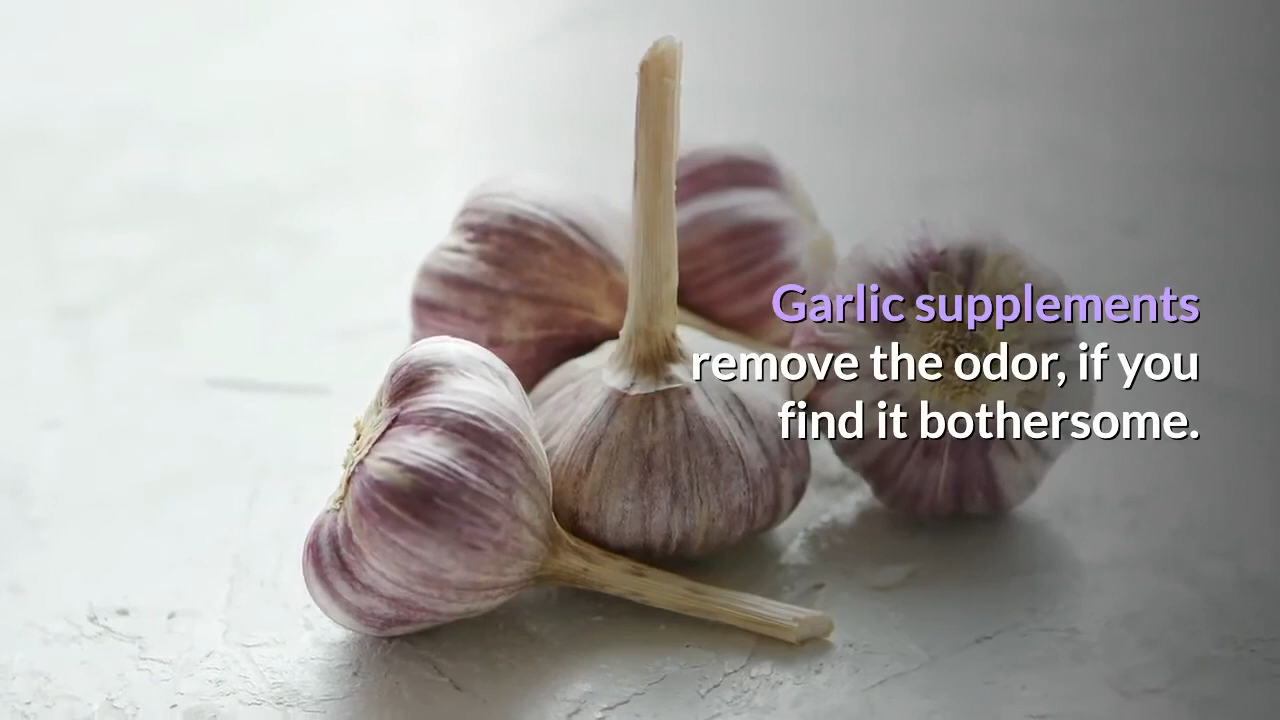 Garlic supplements
remove the odor, if you
find it bothersome.